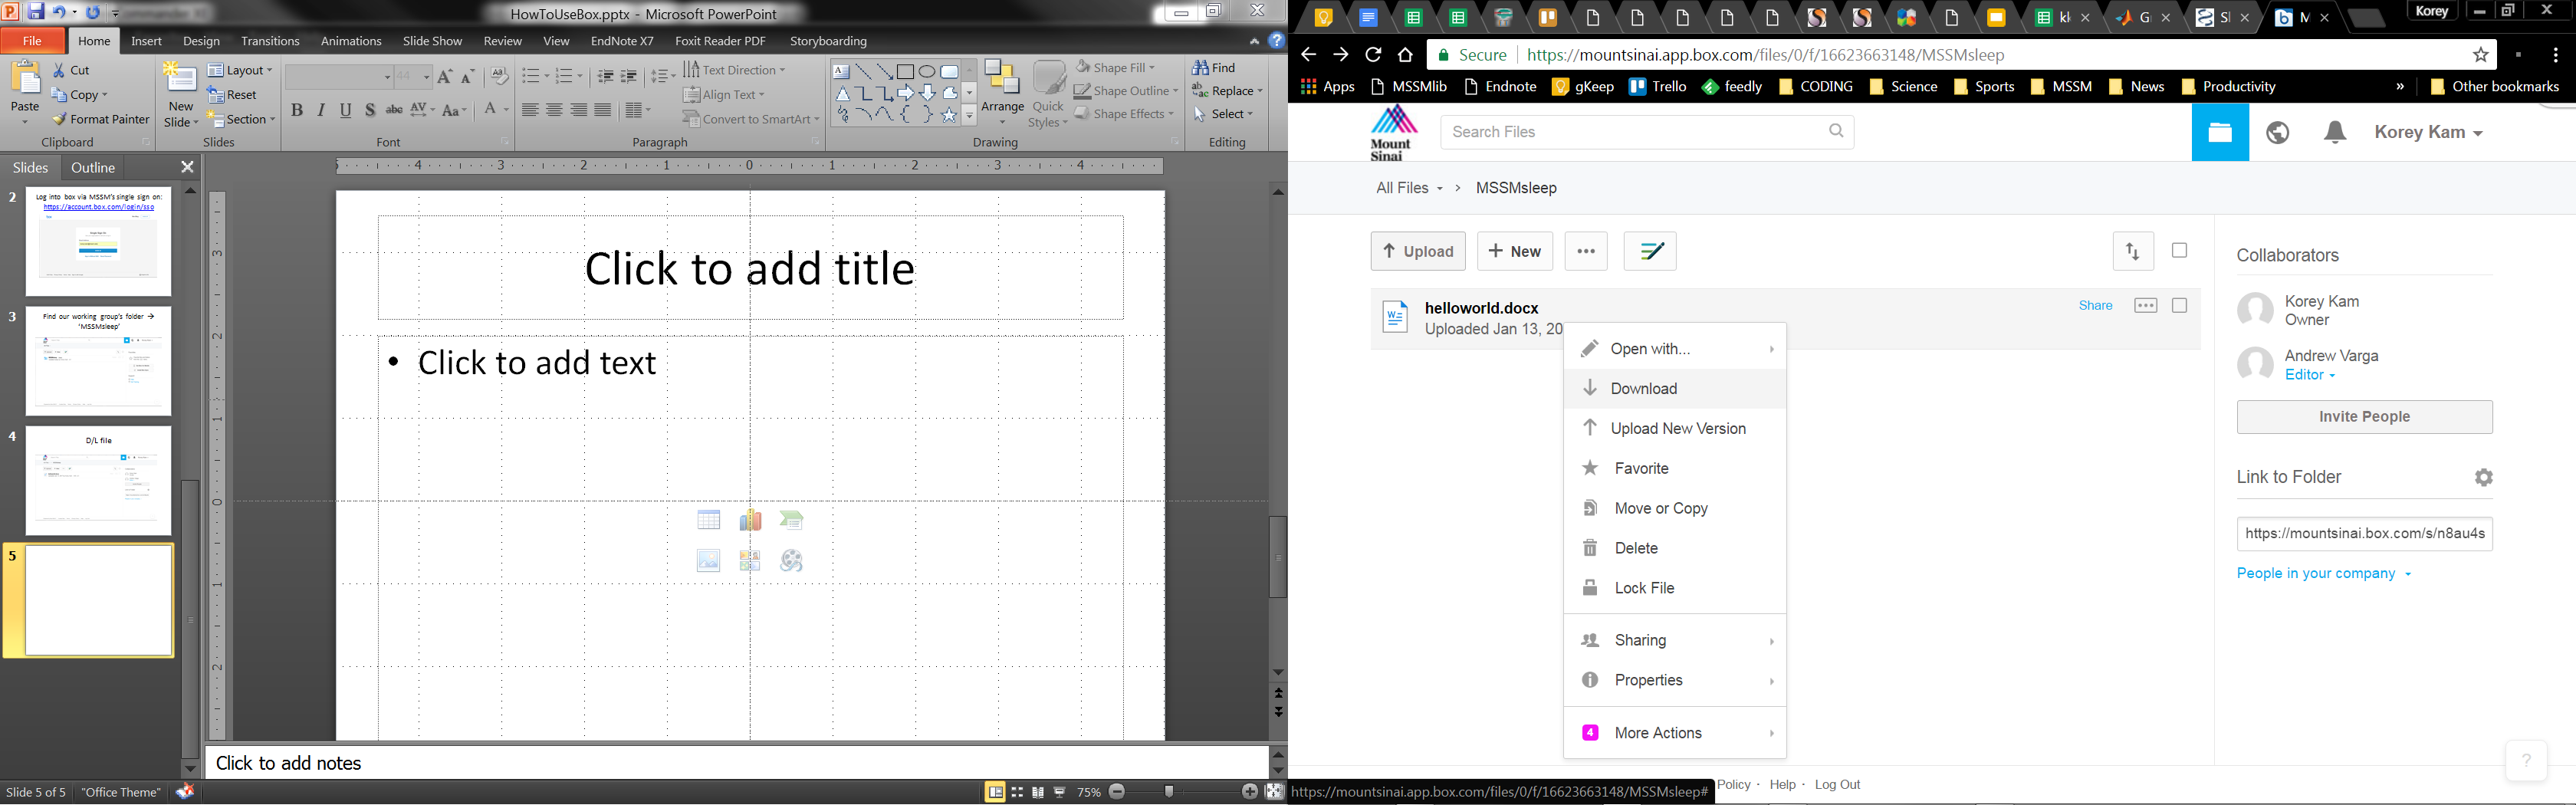 HowToUseBox.pptx - Microsoft PowerPoint
File Home Insert Design Transitions Animations Slide Show Review View EndNote X7 Foxit Reader PDF Storyboarding
Paste
Cut
Copy
Format Painter
Clipboard
New Slide
Layout
Reset
Section
Slides
44
Font
Text Direction
Align Text
Convert to SmartArt
Paragraph
Arrange
Quick Styles
Shape Fill
Shape Outline
Shape Effects
Drawing
Find
Replace
Select
Editing
Slides Outline
2
Log into box via MSSM's single sign on:
https://account.box.com/login/sso
3
Find our working group's folder →
'MSSMsleep'
4
D/L file
5
Click to add title
• Click to add text
Click to add notes
Slide 5 of 5 "Office Theme" 75%
Korey
Secure https://mountsinai.app.box.com/files/0/f/16623663148/MSSMsleep
Apps MSSMlib Endnote gKeep Trello feedly CODING Science Sports MSSM News Productivity » Other bookmarks
Mount
Sinai
Search Files
Korey Kam
All Files › MSSMsleep
Upload
New
helloworld.docx
Uploaded Jan 13, 20
Share
Open with...
Download
Upload New Version
Favorite
Move or Copy
Delete
Lock File
Sharing
Properties
4 More Actions
Collaborators
Korey Kam
Owner
Andrew Varga
Editor
Invite People
Link to Folder
https://mountsinai.box.com/s/n8au4s
People in your company
?
https://mountsinai.app.box.com/files/0/f/16623663148/MSSMsleep# Policy · Help · Log Out